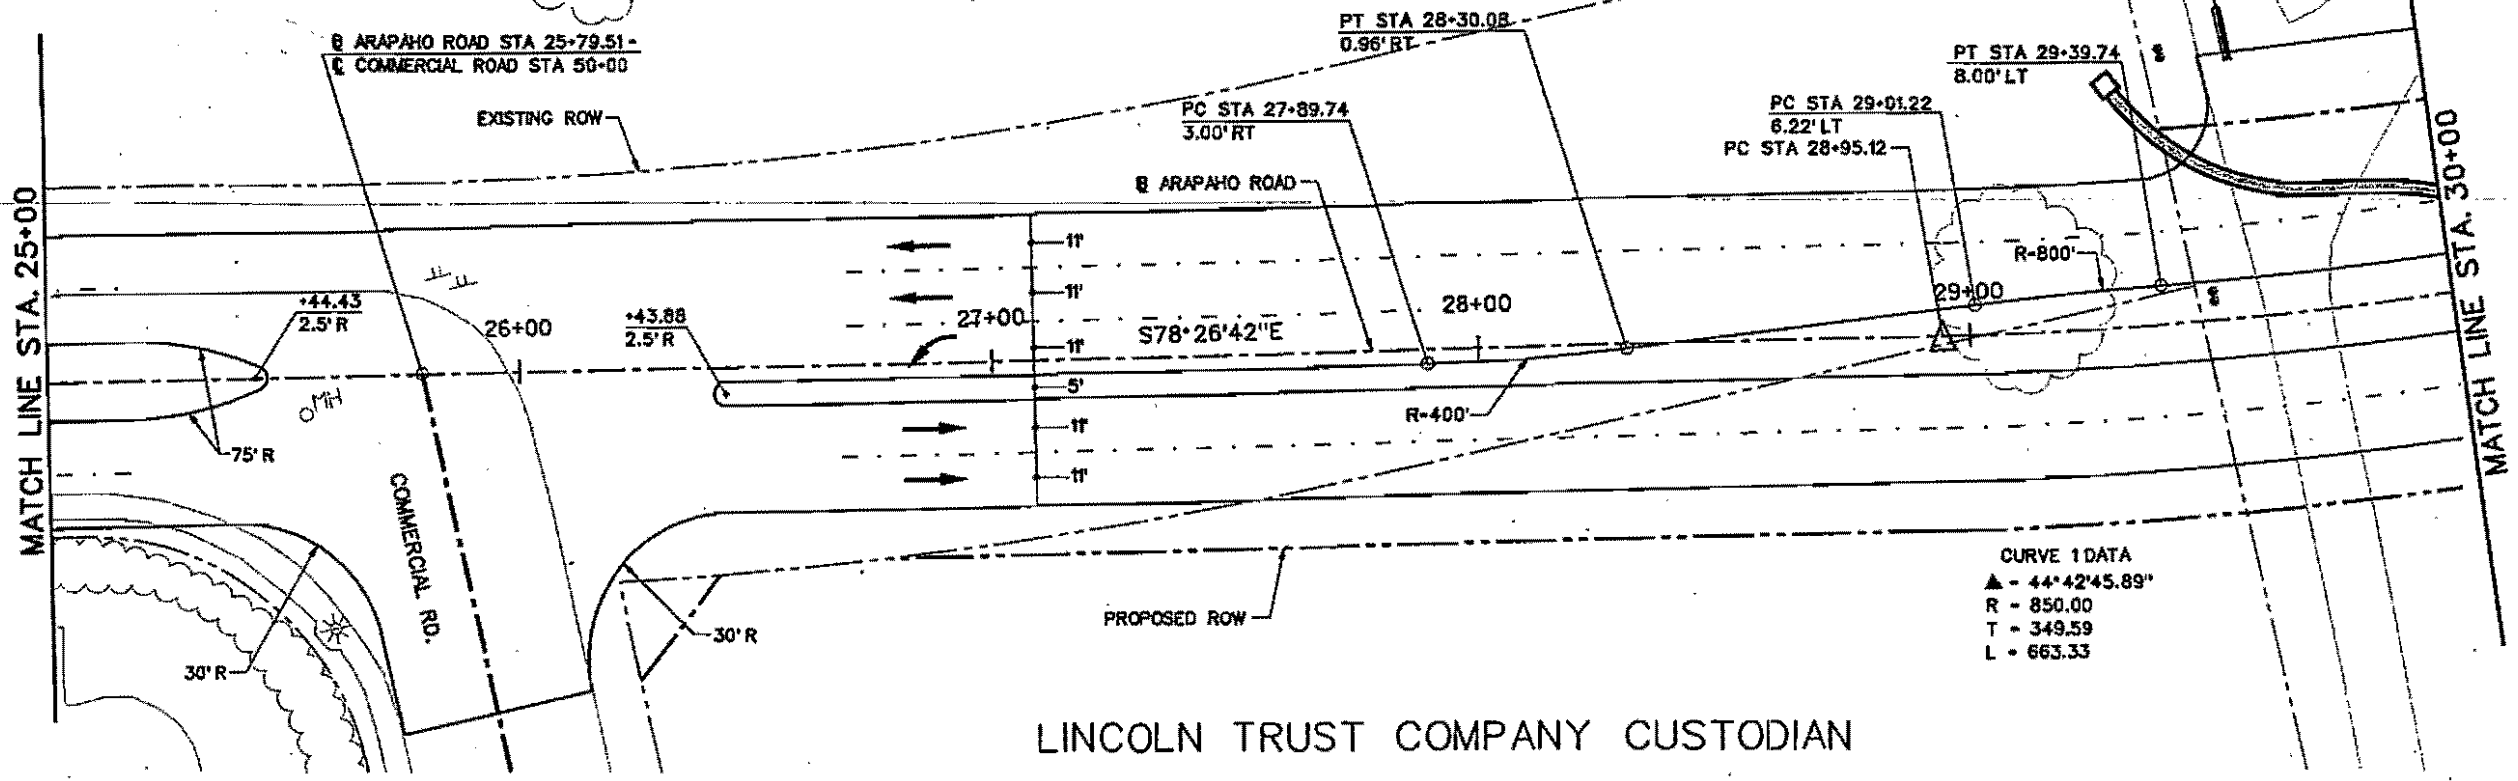 PT STA 28+30.08
0.96' RT
℄ ARAPAHO ROAD STA 25+79.51 =
℄ COMMERCIAL ROAD STA 50+00
PT STA 29+39.74
8.00' LT
EXISTING ROW
PC STA 27+89.74
3.00' RT
PC STA 29+01.22
6.22' LT
PC STA 28+95.12
ARAPAHO ROAD
MATCH LINE STA. 25+00
MATCH LINE STA. 30+00
11'
11'
11'
5'
11'
11'
R=800'
+44.43
2.5' R
26+00
+43.88
2.5' R
27+00
S78°26'42"E
28+00
29+00
MH
R=400'
75' R
COMMERCIAL RD.
30' R
30' R
PROPOSED ROW
CURVE 1 DATA
▲ = 44°42'45.89"
R = 850.00
T = 349.59
L = 663.33
LINCOLN TRUST COMPANY CUSTODIAN